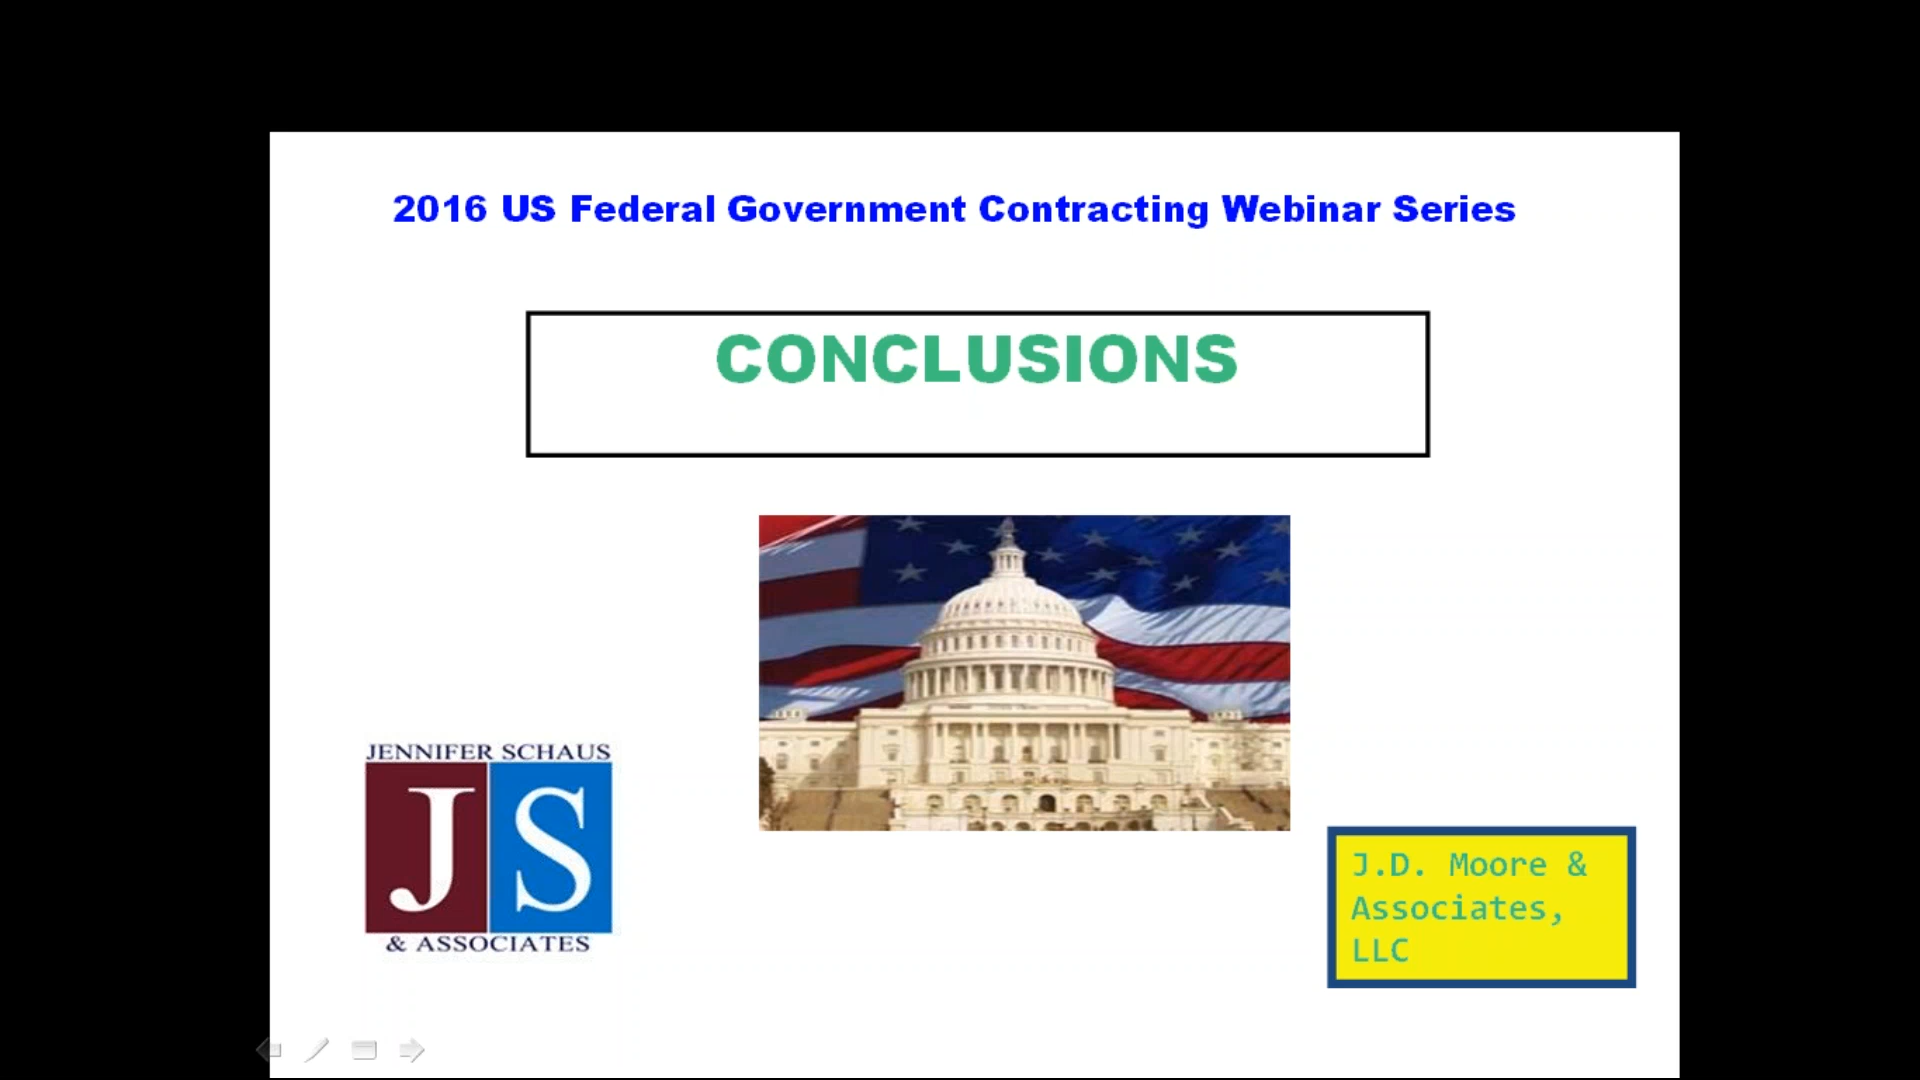 2016 US Federal Government Contracting Webinar Series
CONCLUSIONS
JENNIFER SCHAUS
JS
& ASSOCIATES
J.D. Moore &
Associates,
LLC